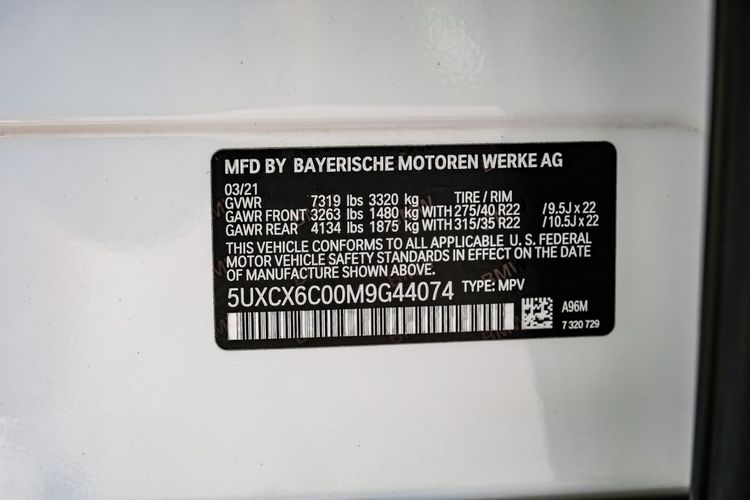 MFD BY BAYERISCHE MOTOREN WERKE AG
03/21
GVWR 7319 lbs 3320 kg TIRE / RIM
GAWR FRONT 3263 lbs 1480 kg WITH 275/40 R22 / 9.5J x 22
GAWR REAR 4134 lbs 1875 kg WITH 315/35 R22 / 10.5J x 22
THIS VEHICLE CONFORMS TO ALL APPLICABLE U. S. FEDERAL
MOTOR VEHICLE SAFETY STANDARDS IN EFFECT ON THE DATE
OF MANUFACTURE SHOWN ABOVE.
5UXCX6C00M9G44074 TYPE: MPV
A96M
7 320 729